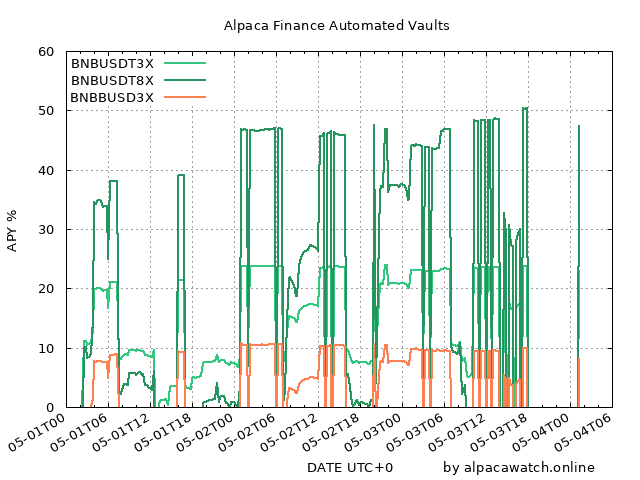 Alpaca Finance Automated Vaults
60
50
40
30
20
10
0
APY %
BNBUSDT3X
BNBUSDT8X
BNBBUSD3X
05-01T00
05-01T06
05-01T12
05-01T18
05-02T00
05-02T06
05-02T12
05-02T18
05-03T00
05-03T06
05-03T12
05-03T18
05-04T00
05-04T06
DATE UTC+0
by alpacawatch.online